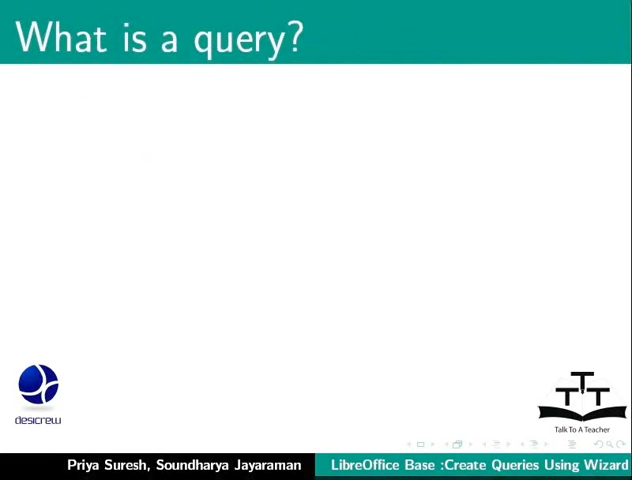 What is a query?
desicrew
T
T T
Talk To A Teacher
Priya Suresh, Soundharya Jayaraman
LibreOffice Base :Create Queries Using Wizard